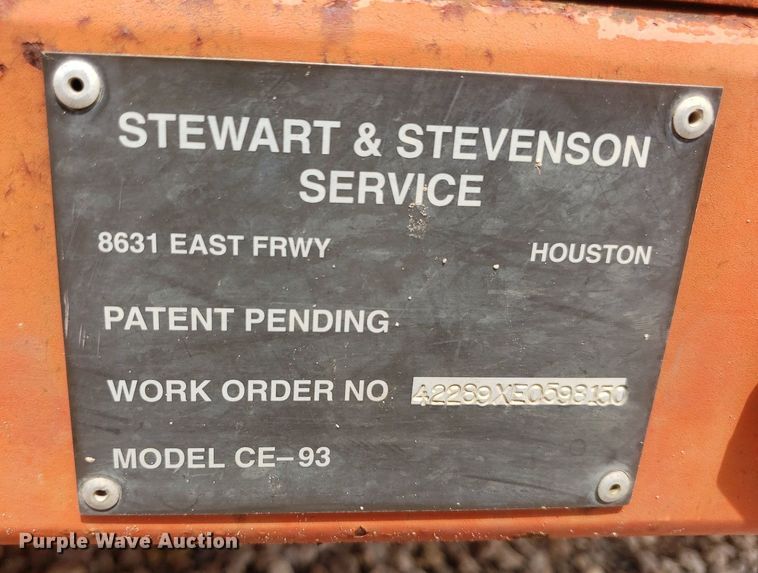 STEWART & STEVENSON
SERVICE
8631 EAST FRWY HOUSTON
PATENT PENDING
WORK ORDER NO 42289XE0598150
MODEL CE-93
Purple Wave Auction